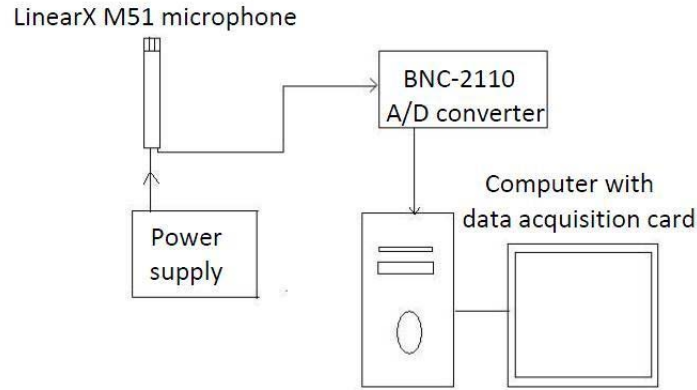 LinearX M51 microphone
BNC-2110
A/D converter
Computer with
data acquisition card
Power
supply